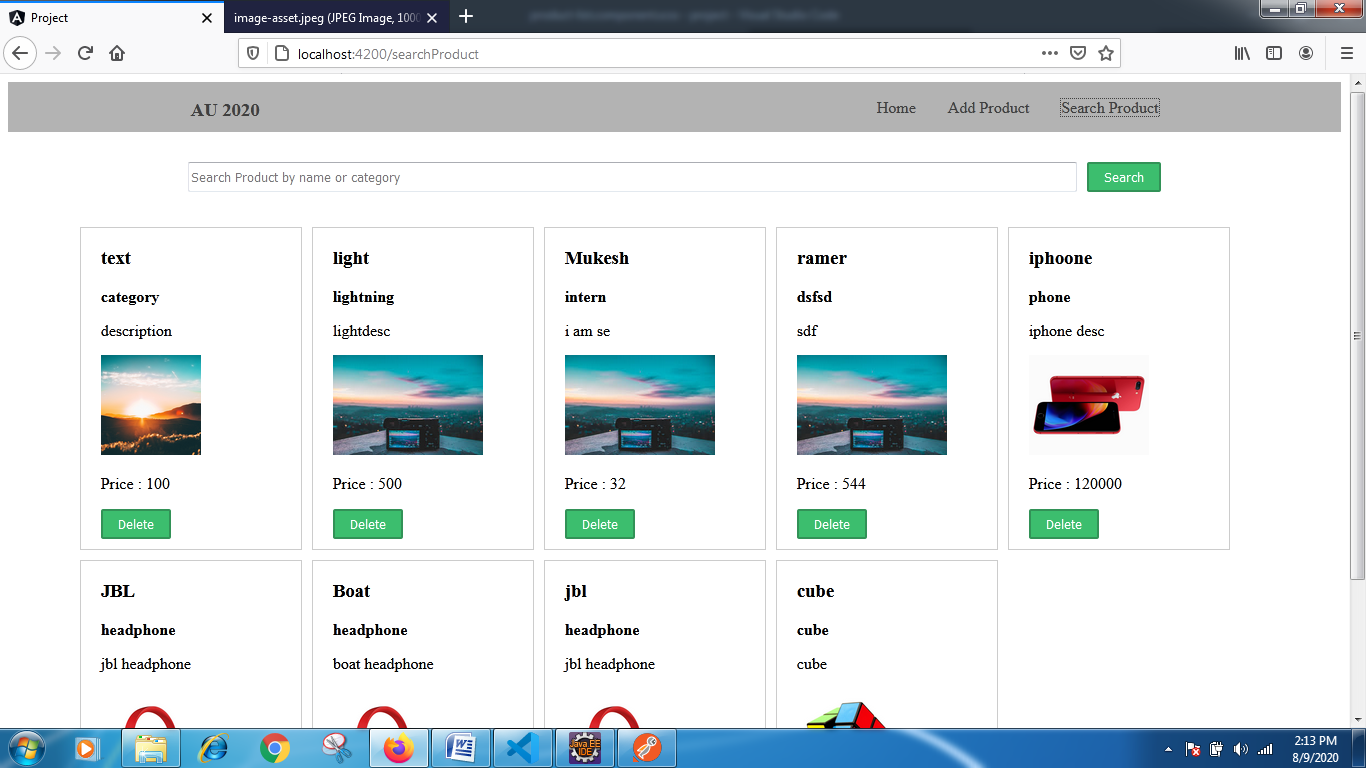 Project
image-asset.jpeg (JPEG Image, 1000
localhost:4200/searchProduct
AU 2020
Home
Add Product
Search Product
Search Product by name or category
Search
text
category
description
Price : 100
Delete
light
lightning
lightdesc
Price : 500
Delete
Mukesh
intern
i am se
Price : 32
Delete
ramer
dsfsd
sdf
Price : 544
Delete
iphoone
phone
iphone desc
Price : 120000
Delete
JBL
headphone
jbl headphone
Boat
headphone
boat headphone
jbl
headphone
jbl headphone
cube
cube
cube
Java EE
IDE
2:13 PM
8/9/2020